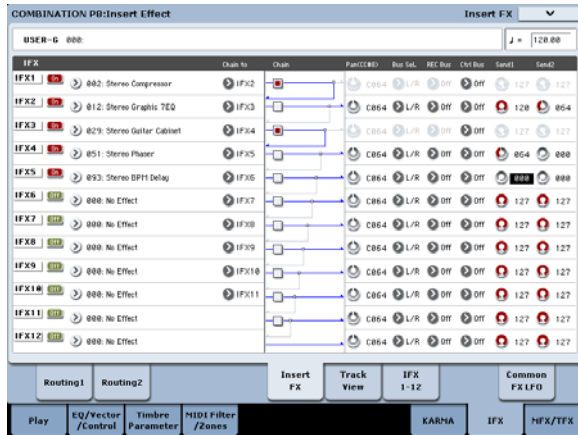 COMBINATION P8:Insert Effect Insert FX
USER-G 000: ♩ = 120.00
IFX Chain to Chain Pan(CC#8) Bus Sel. REC Bus Ctrl Bus Send1 Send2
IFX1 On 002: Stereo Compressor IFX2 C064 L/R Off Off 127 127
IFX2 On 012: Stereo Graphic 7EQ IFX3 C064 L/R Off Off 120 064
IFX3 On 029: Stereo Guitar Cabinet IFX4 C064 L/R Off Off 127 127
IFX4 On 051: Stereo Phaser IFX5 C064 L/R Off Off 064 000
IFX5 On 093: Stereo BPM Delay IFX6 C064 L/R Off Off 000 000
IFX6 Off 000: No Effect IFX7 C064 L/R Off Off 127 127
IFX7 Off 000: No Effect IFX8 C064 L/R Off Off 127 127
IFX8 Off 000: No Effect IFX9 C064 L/R Off Off 127 127
IFX9 Off 000: No Effect IFX10 C064 L/R Off Off 127 127
IFX10 Off 000: No Effect IFX11 C064 L/R Off Off 127 127
IFX11 Off 000: No Effect C064 L/R Off Off 127 127
IFX12 Off 000: No Effect C064 L/R Off Off 127 127
Routing1 Routing2 Insert FX Track View IFX 1-12 Common FX LFO
Play EQ/Vector /Control Timbre Parameter MIDI Filter /Zones KARMA IFX MFX/TFX